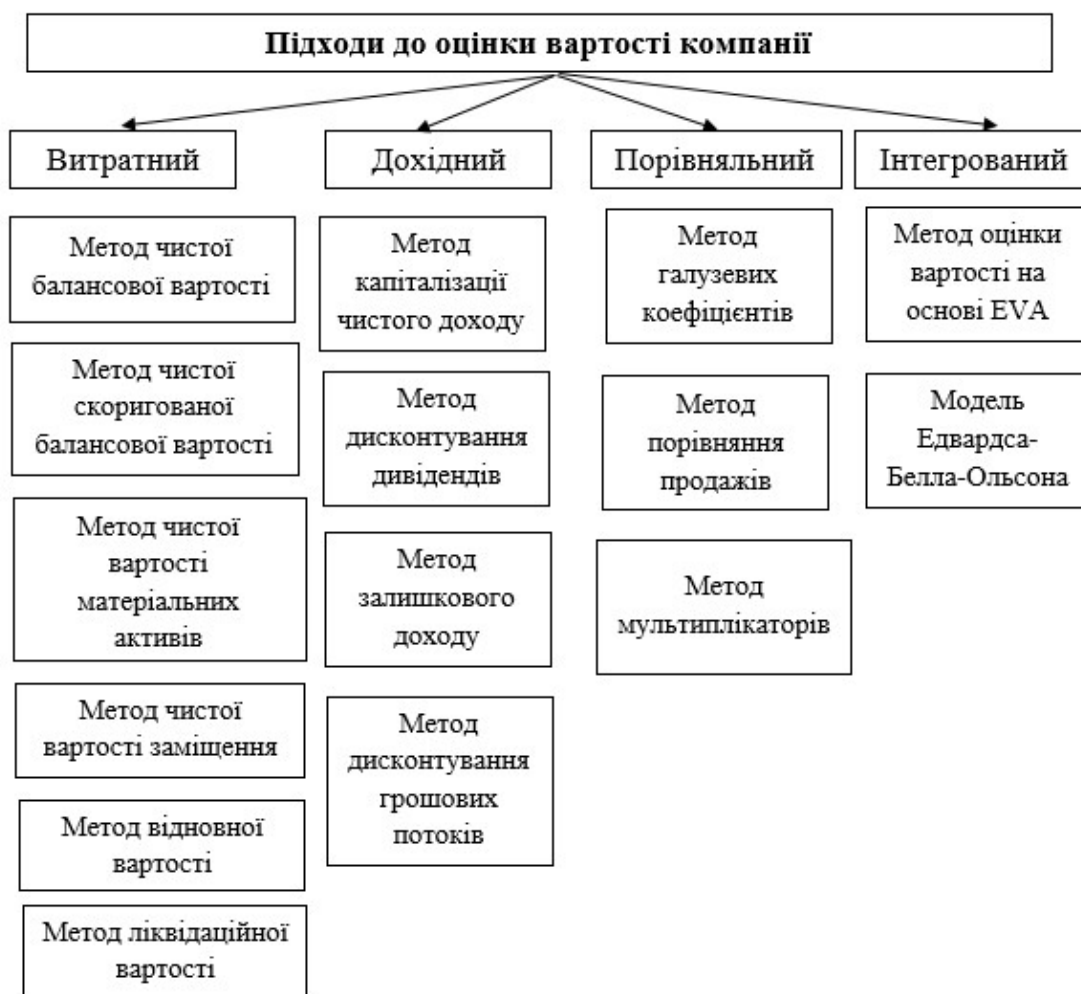 Підходи до оцінки вартості компанії
Витратний
Дохідний
Порівняльний
Інтегрований
Метод чистої
балансової вартості
Метод чистої
скоригованої
балансової вартості
Метод чистої
вартості
матеріальних
активів
Метод чистої
вартості заміщення
Метод відновної
вартості
Метод ліквідаційної
вартості
Метод
капіталізації
чистого доходу
Метод
дисконтування
дивідендів
Метод
залишкового
доходу
Метод
дисконтування
грошових
потоків
Метод
галузевих
коефіцієнтів
Метод
порівняння
продажів
Метод
мультиплікаторів
Метод оцінки
вартості на
основі EVA
Модель
Едвардса-
Белла-Ольсона